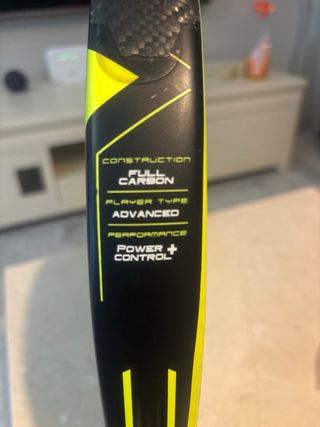 CONSTRUCTION
FULL
CARBON
PLAYER TYPE
ADVANCED
PERFORMANCE
POWER +
CONTROL